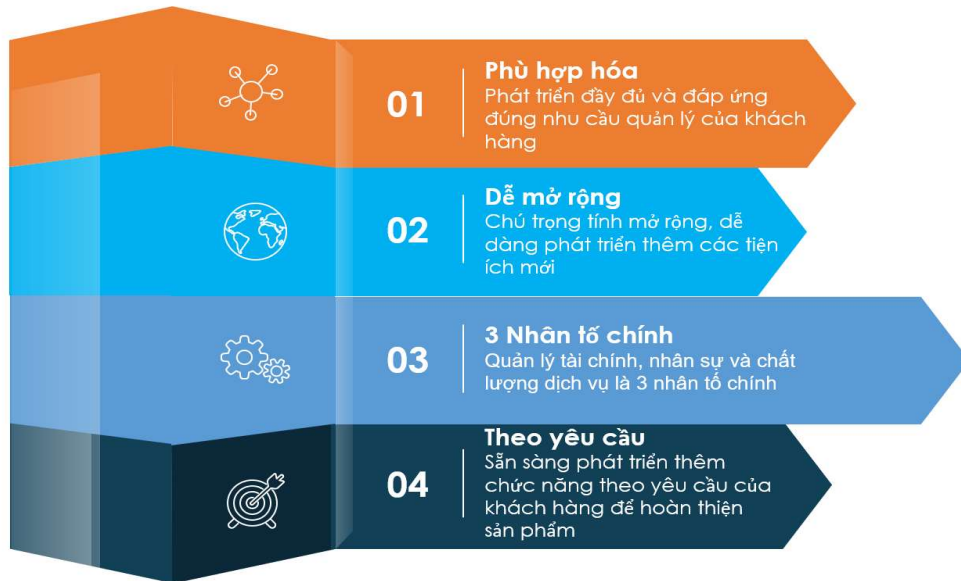 01
Phù hợp hóa
Phát triển đầy đủ và đáp ứng
đúng nhu cầu quản lý của khách
hàng
02
Dễ mở rộng
Chú trọng tính mở rộng, dễ
dàng phát triển thêm các tiện
ích mới
03
3 Nhân tố chính
Quản lý tài chính, nhân sự và chất
lượng dịch vụ là 3 nhân tố chính
04
Theo yêu cầu
Sẵn sàng phát triển thêm
chức năng theo yêu cầu của
khách hàng để hoàn thiện
sản phẩm